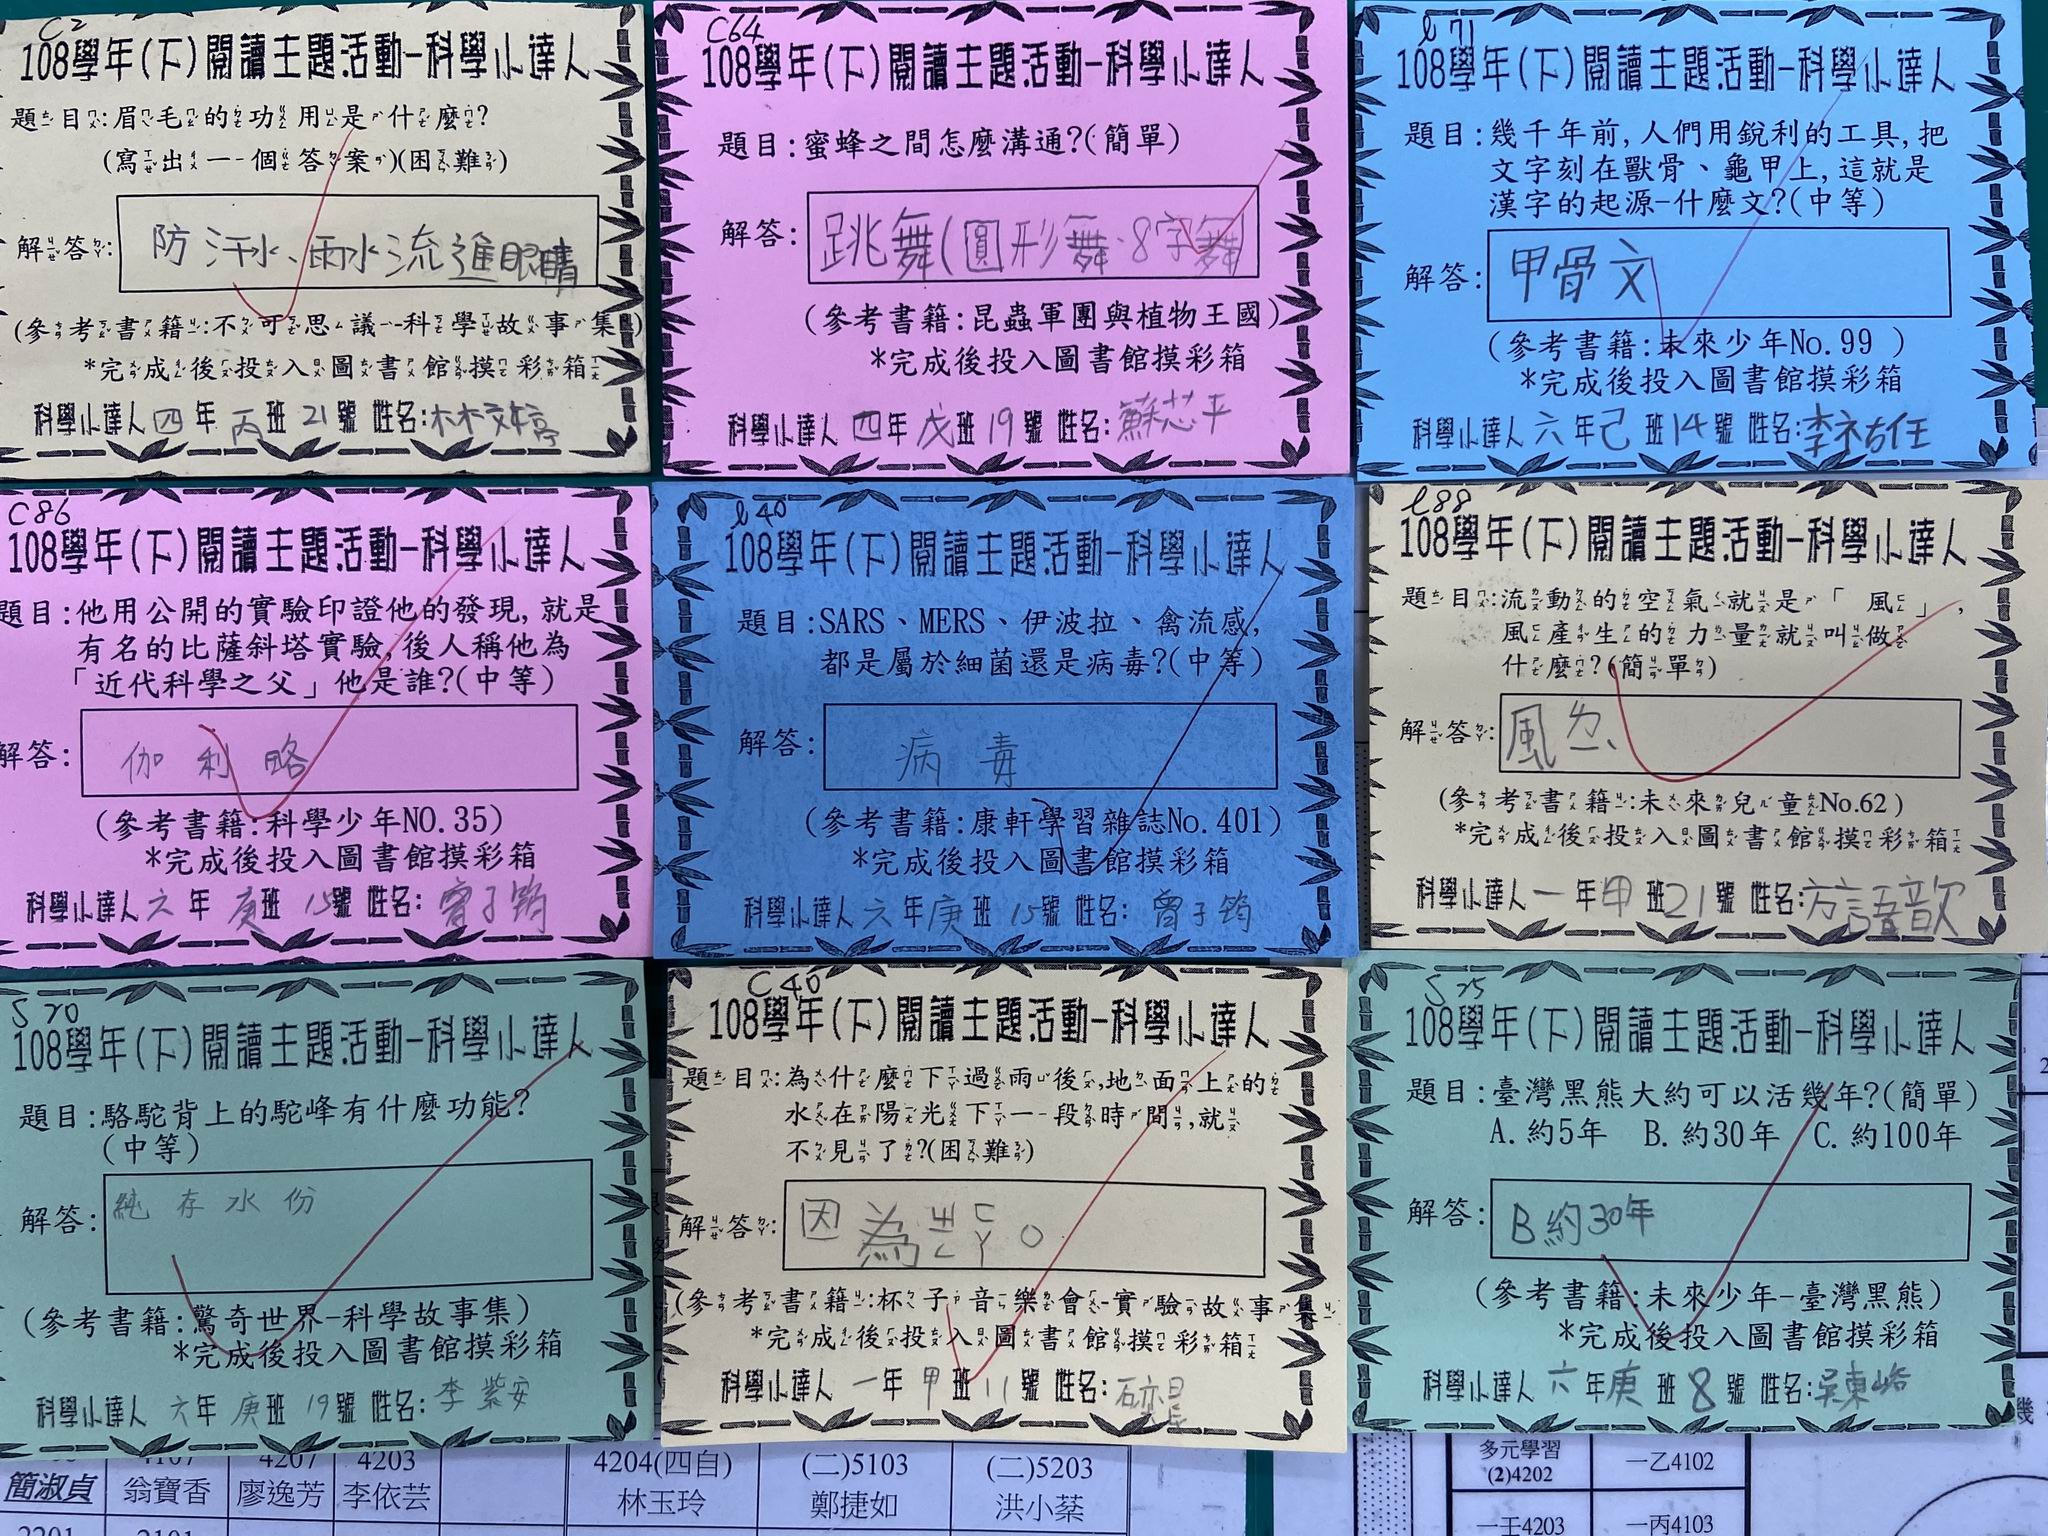 C2
108學年(下)閱讀主題活動-科學小達人
題目:眉毛的功用是什麼?
(寫出一個答案)(困難)
解答:防汗水、雨水流進眼睛
(參考書籍:不可思議-科學故事集)
*完成後投入圖書館摸彩箱
科學小達人 四 年 丙 班 21 號 姓名:林妏亭
C64
108學年(下)閱讀主題活動-科學小達人
題目:蜜蜂之間怎麼溝通?(簡單)
解答:跳舞(圓形舞.8字舞)
(參考書籍:昆蟲軍團與植物王國)
*完成後投入圖書館摸彩箱
科學小達人 四 年 戊 班 19 號 姓名:蘇芯平
l71
108學年(下)閱讀主題活動-科學小達人
題目:幾千年前,人們用銳利的工具,把
文字刻在獸骨、龜甲上,這就是
漢字的起源-什麼文?(中等)
解答:甲骨文
(參考書籍:未來少年No.99 )
*完成後投入圖書館摸彩箱
科學小達人 六 年 己 班 14 號 姓名:李祐任
C86
108學年(下)閱讀主題活動-科學小達人
題目:他用公開的實驗印證他的發現,就是
有名的比薩斜塔實驗,後人稱他為
「近代科學之父」他是誰?(中等)
解答:伽利略
(參考書籍:科學少年NO.35)
*完成後投入圖書館摸彩箱
科學小達人 六 年 庚 班 15 號 姓名:曾子筠
l40
108學年(下)閱讀主題活動-科學小達人
題目:SARS、MERS、伊波拉、禽流感,
都是屬於細菌還是病毒?(中等)
解答:病毒
(參考書籍:康軒學習雜誌No.401)
*完成後投入圖書館摸彩箱
科學小達人 六 年 庚 班 15 號 姓名:曾子筠
l88
108學年(下)閱讀主題活動-科學小達人
題目:流動的空氣就是「風」,
風產生的力量就叫做
什麼?(簡單)
解答:風ㄌㄧˋ
(參考書籍:未來兒童No.62)
*完成後投入圖書館摸彩箱
科學小達人 一 年 甲 班 21 號 姓名:方語歆
S20
108學年(下)閱讀主題活動-科學小達人
題目:駱駝背上的駝峰有什麼功能?
(中等)
解答:純存水份
(參考書籍:驚奇世界-科學故事集)
*完成後投入圖書館摸彩箱
科學小達人 六 年 庚 班 19 號 姓名:李紫安
C40
108學年(下)閱讀主題活動-科學小達人
題目:為什麼下過雨後,地面上的
水在陽光下一段時間,就
不見了?(困難)
解答:因為ㄓㄥㄈㄚ。
(參考書籍:杯子音樂會-實驗故事集
*完成後投入圖書館摸彩箱
科學小達人 一 年 甲 班 11 號 姓名:
S25
108學年(下)閱讀主題活動-科學小達人
題目:臺灣黑熊大約可以活幾年?(簡單)
A.約5年 B.約30年 C.約100年
解答:B約30年
(參考書籍:未來少年-臺灣黑熊)
*完成後投入圖書館摸彩箱
科學小達人 六 年 庚 班 8 號 姓名:吳東峪
4107 4207 4203 4204(四自) (二)5103 (二)5203
簡淑貞 翁寶香 廖逸芳 李依芸 林玉玲 鄭捷如 洪小棻
2201 2101
多元學習
(2)4202 一乙4102
一壬4203 一丙4103